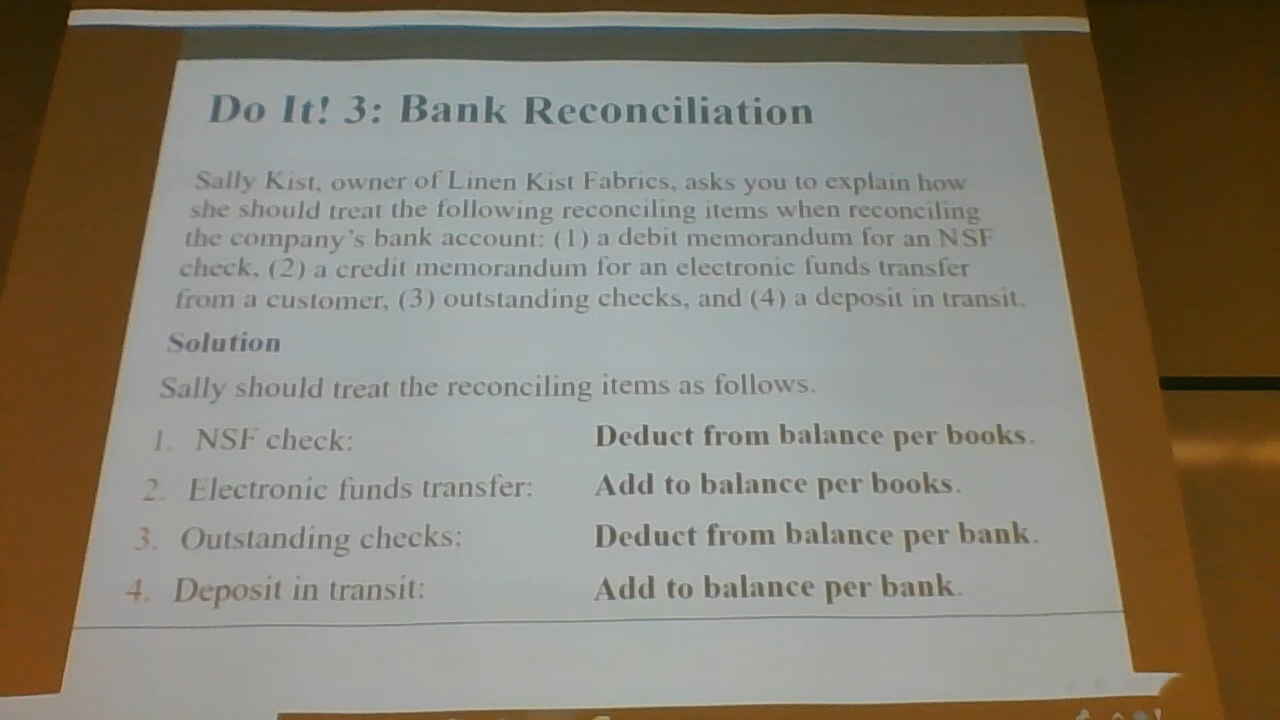 Do It! 3: Bank Reconciliation
Sally Kist, owner of Linen Kist Fabrics, asks you to explain how
she should treat the following reconciling items when reconciling
the company's bank account: (1) a debit memorandum for an NSF
check, (2) a credit memorandum for an electronic funds transfer
from a customer, (3) outstanding checks, and (4) a deposit in transit.
Solution
Sally should treat the reconciling items as follows.
1. NSF check: Deduct from balance per books.
2. Electronic funds transfer: Add to balance per books.
3. Outstanding checks: Deduct from balance per bank.
4. Deposit in transit: Add to balance per bank.